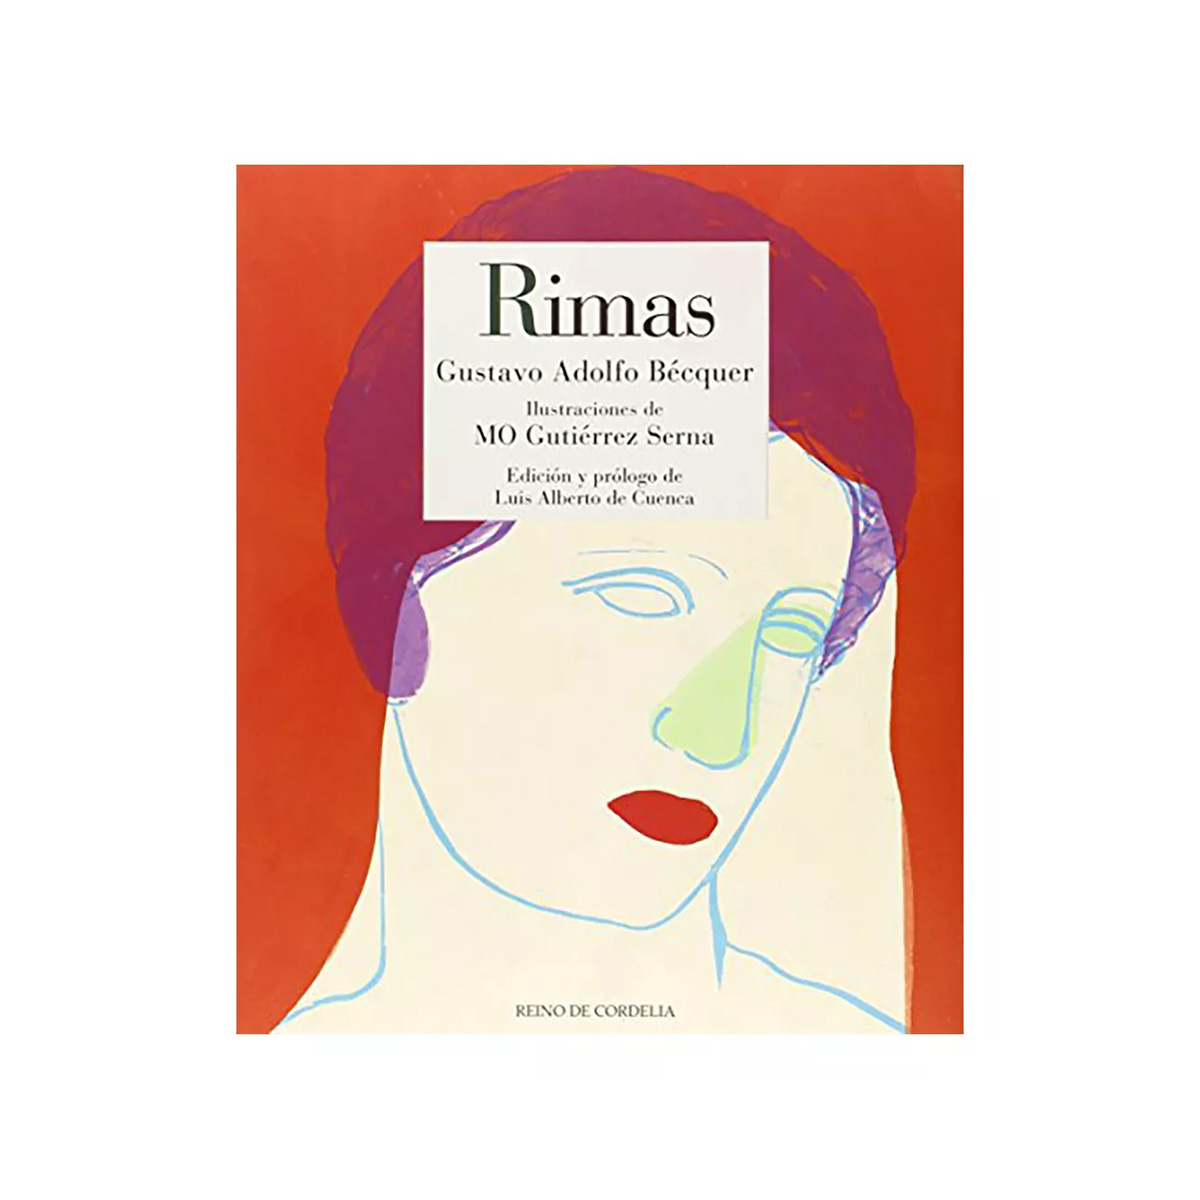 Rimas
Gustavo Adolfo Bécquer
Ilustraciones de
MO Gutiérrez Serna
Edición y prólogo de
Luis Alberto de Cuenca
REINO DE CORDELIA